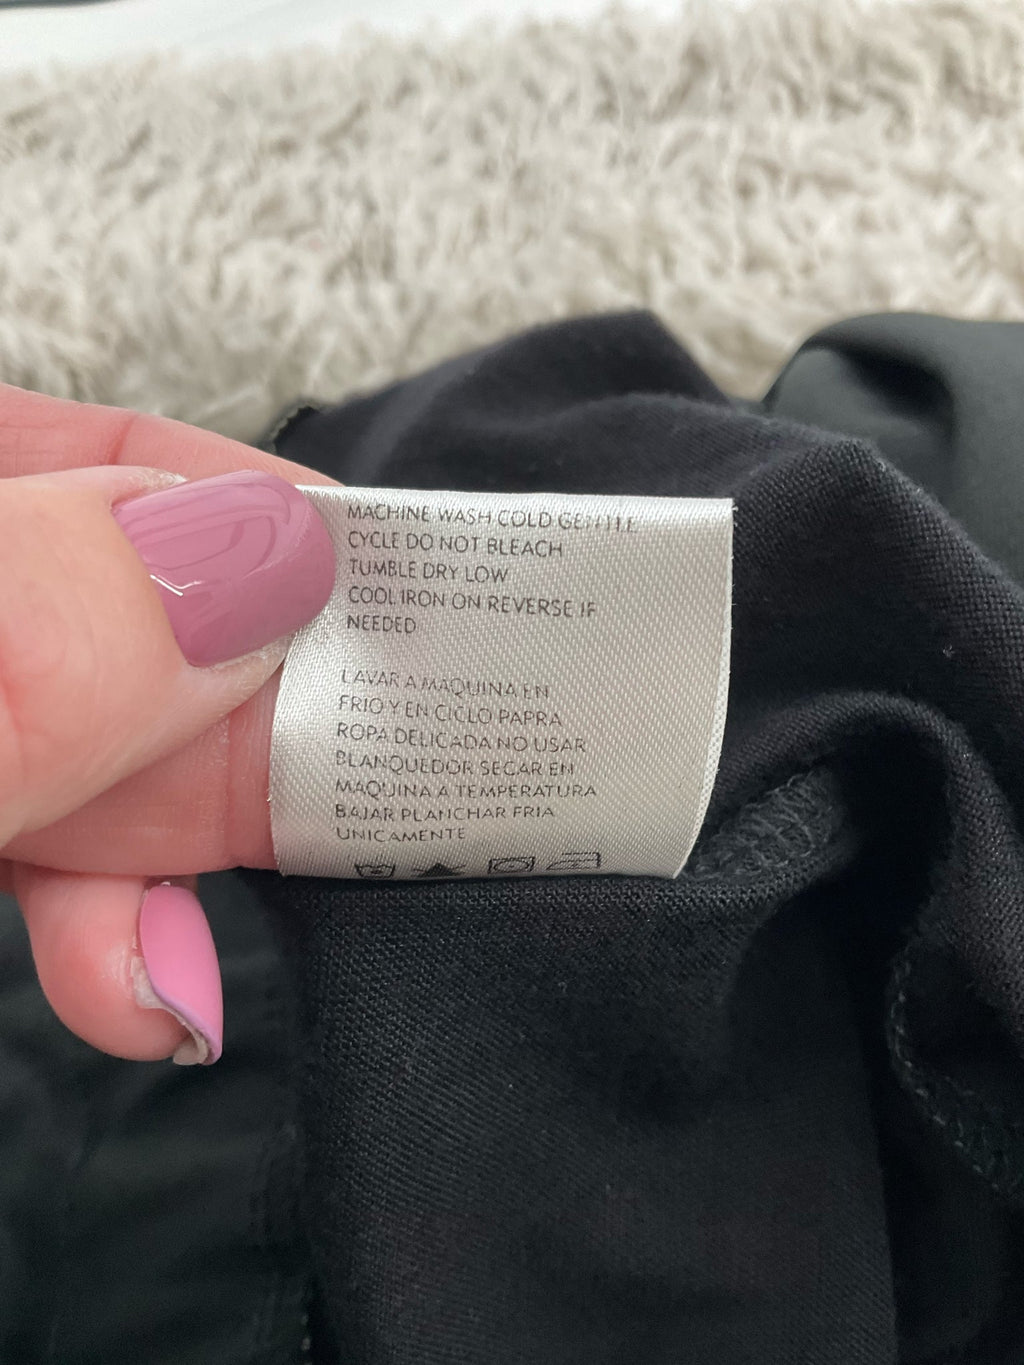 MACHINE WASH COLD GENTLE
CYCLE DO NOT BLEACH
TUMBLE DRY LOW
COOL IRON ON REVERSE IF
NEEDED
LAVAR A MAQUINA EN
FRIO Y EN CICLO PAPRA
ROPA DELICADA NO USAR
BLANQUEDOR SECAR EN
MAQUINA A TEMPERATURA
BAJAR PLANCHAR FRIA
UNICAMENTE